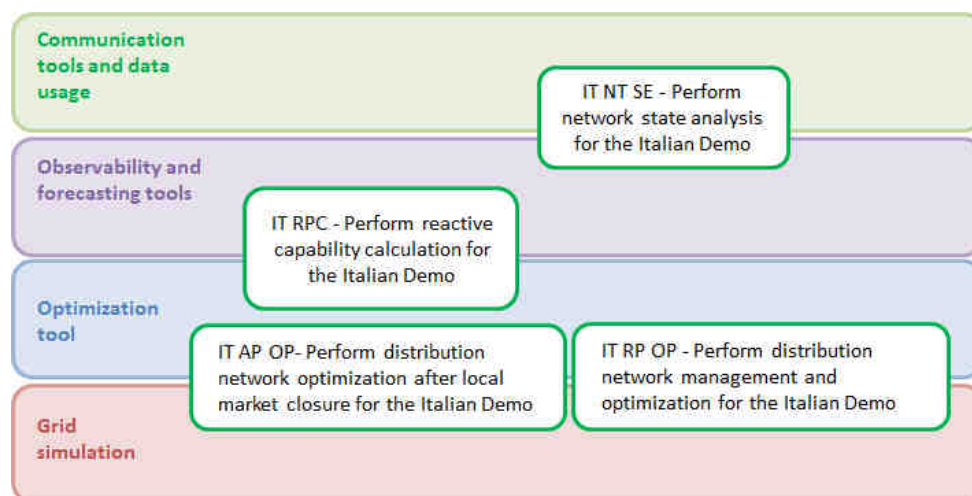 Communication
tools and data
usage
IT NT SE - Perform
network state analysis
for the Italian Demo
Observability and
forecasting tools
IT RPC - Perform reactive
capability calculation for
the Italian Demo
Optimization
tool
IT AP OP- Perform distribution
network optimization after local
market closure for the Italian Demo
IT RP OP - Perform distribution
network management and
optimization for the Italian Demo
Grid
simulation